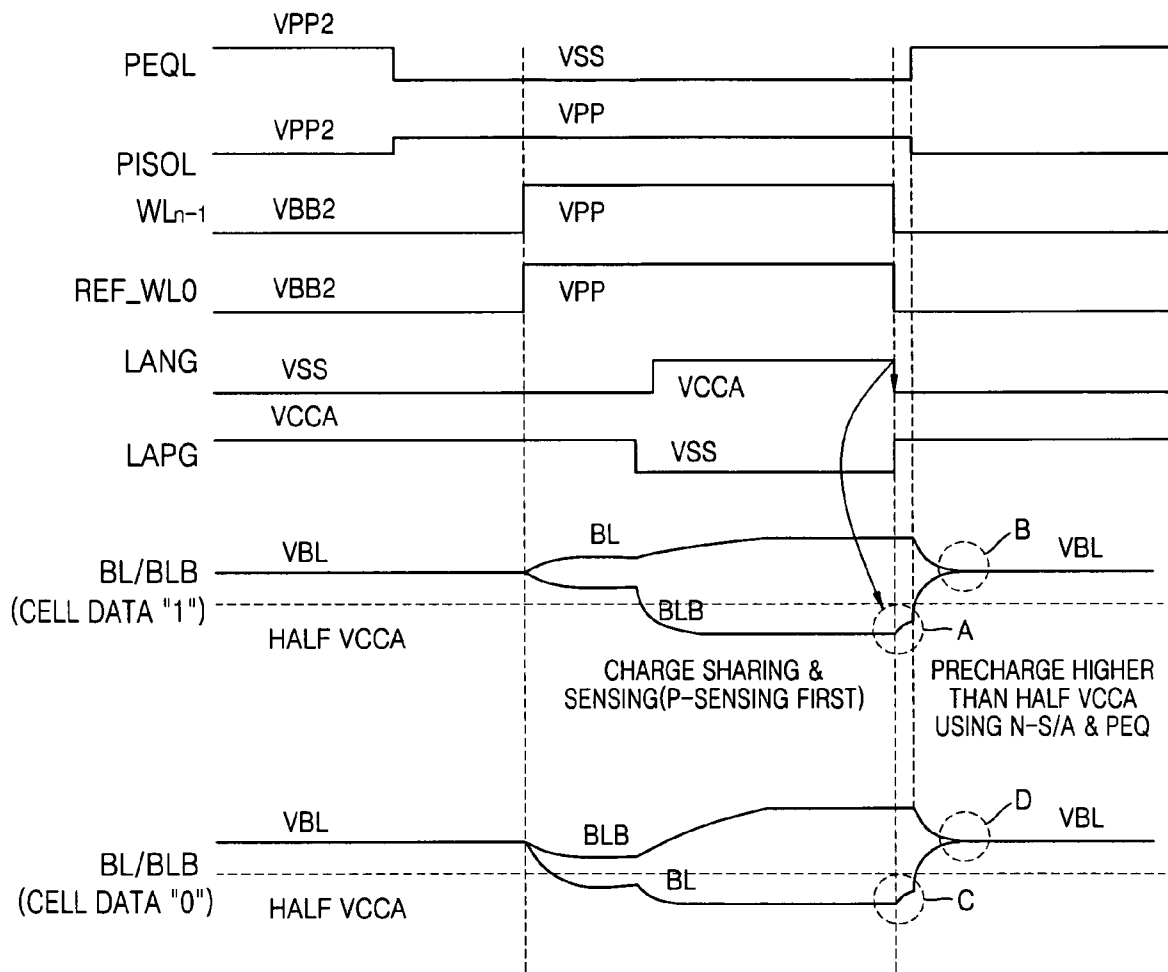 VPP2
PEQL
VSS
VPP2
VPP
PISOL
WLn-1
VBB2
VPP
REF_WL0
VBB2
VPP
LANG
VSS
VCCA
VCCA
LAPG
VSS
VBL
BL
B
VBL
BL/BLB
(CELL DATA "1")
BLB
HALF VCCA
A
CHARGE SHARING &
SENSING(P-SENSING FIRST)
PRECHARGE HIGHER
THAN HALF VCCA
USING N-S/A & PEQ
VBL
BLB
D
VBL
BL/BLB
(CELL DATA "0")
BL
HALF VCCA
C